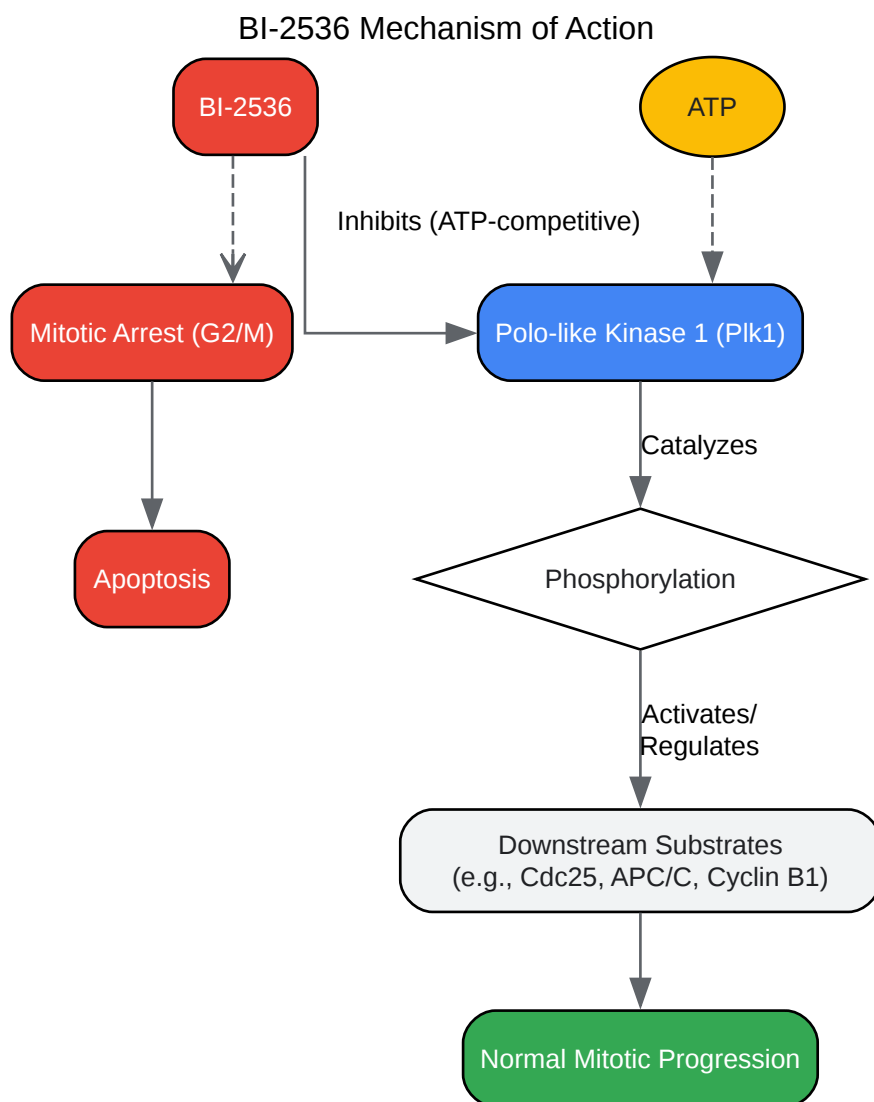 BI-2536 Mechanism of Action
BI-2536
ATP
Inhibits (ATP-competitive)
Mitotic Arrest (G2/M)
Polo-like Kinase 1 (Plk1)
Catalyzes
Apoptosis
Phosphorylation
Activates/
Regulates
Downstream Substrates
(e.g., Cdc25, APC/C, Cyclin B1)
Normal Mitotic Progression